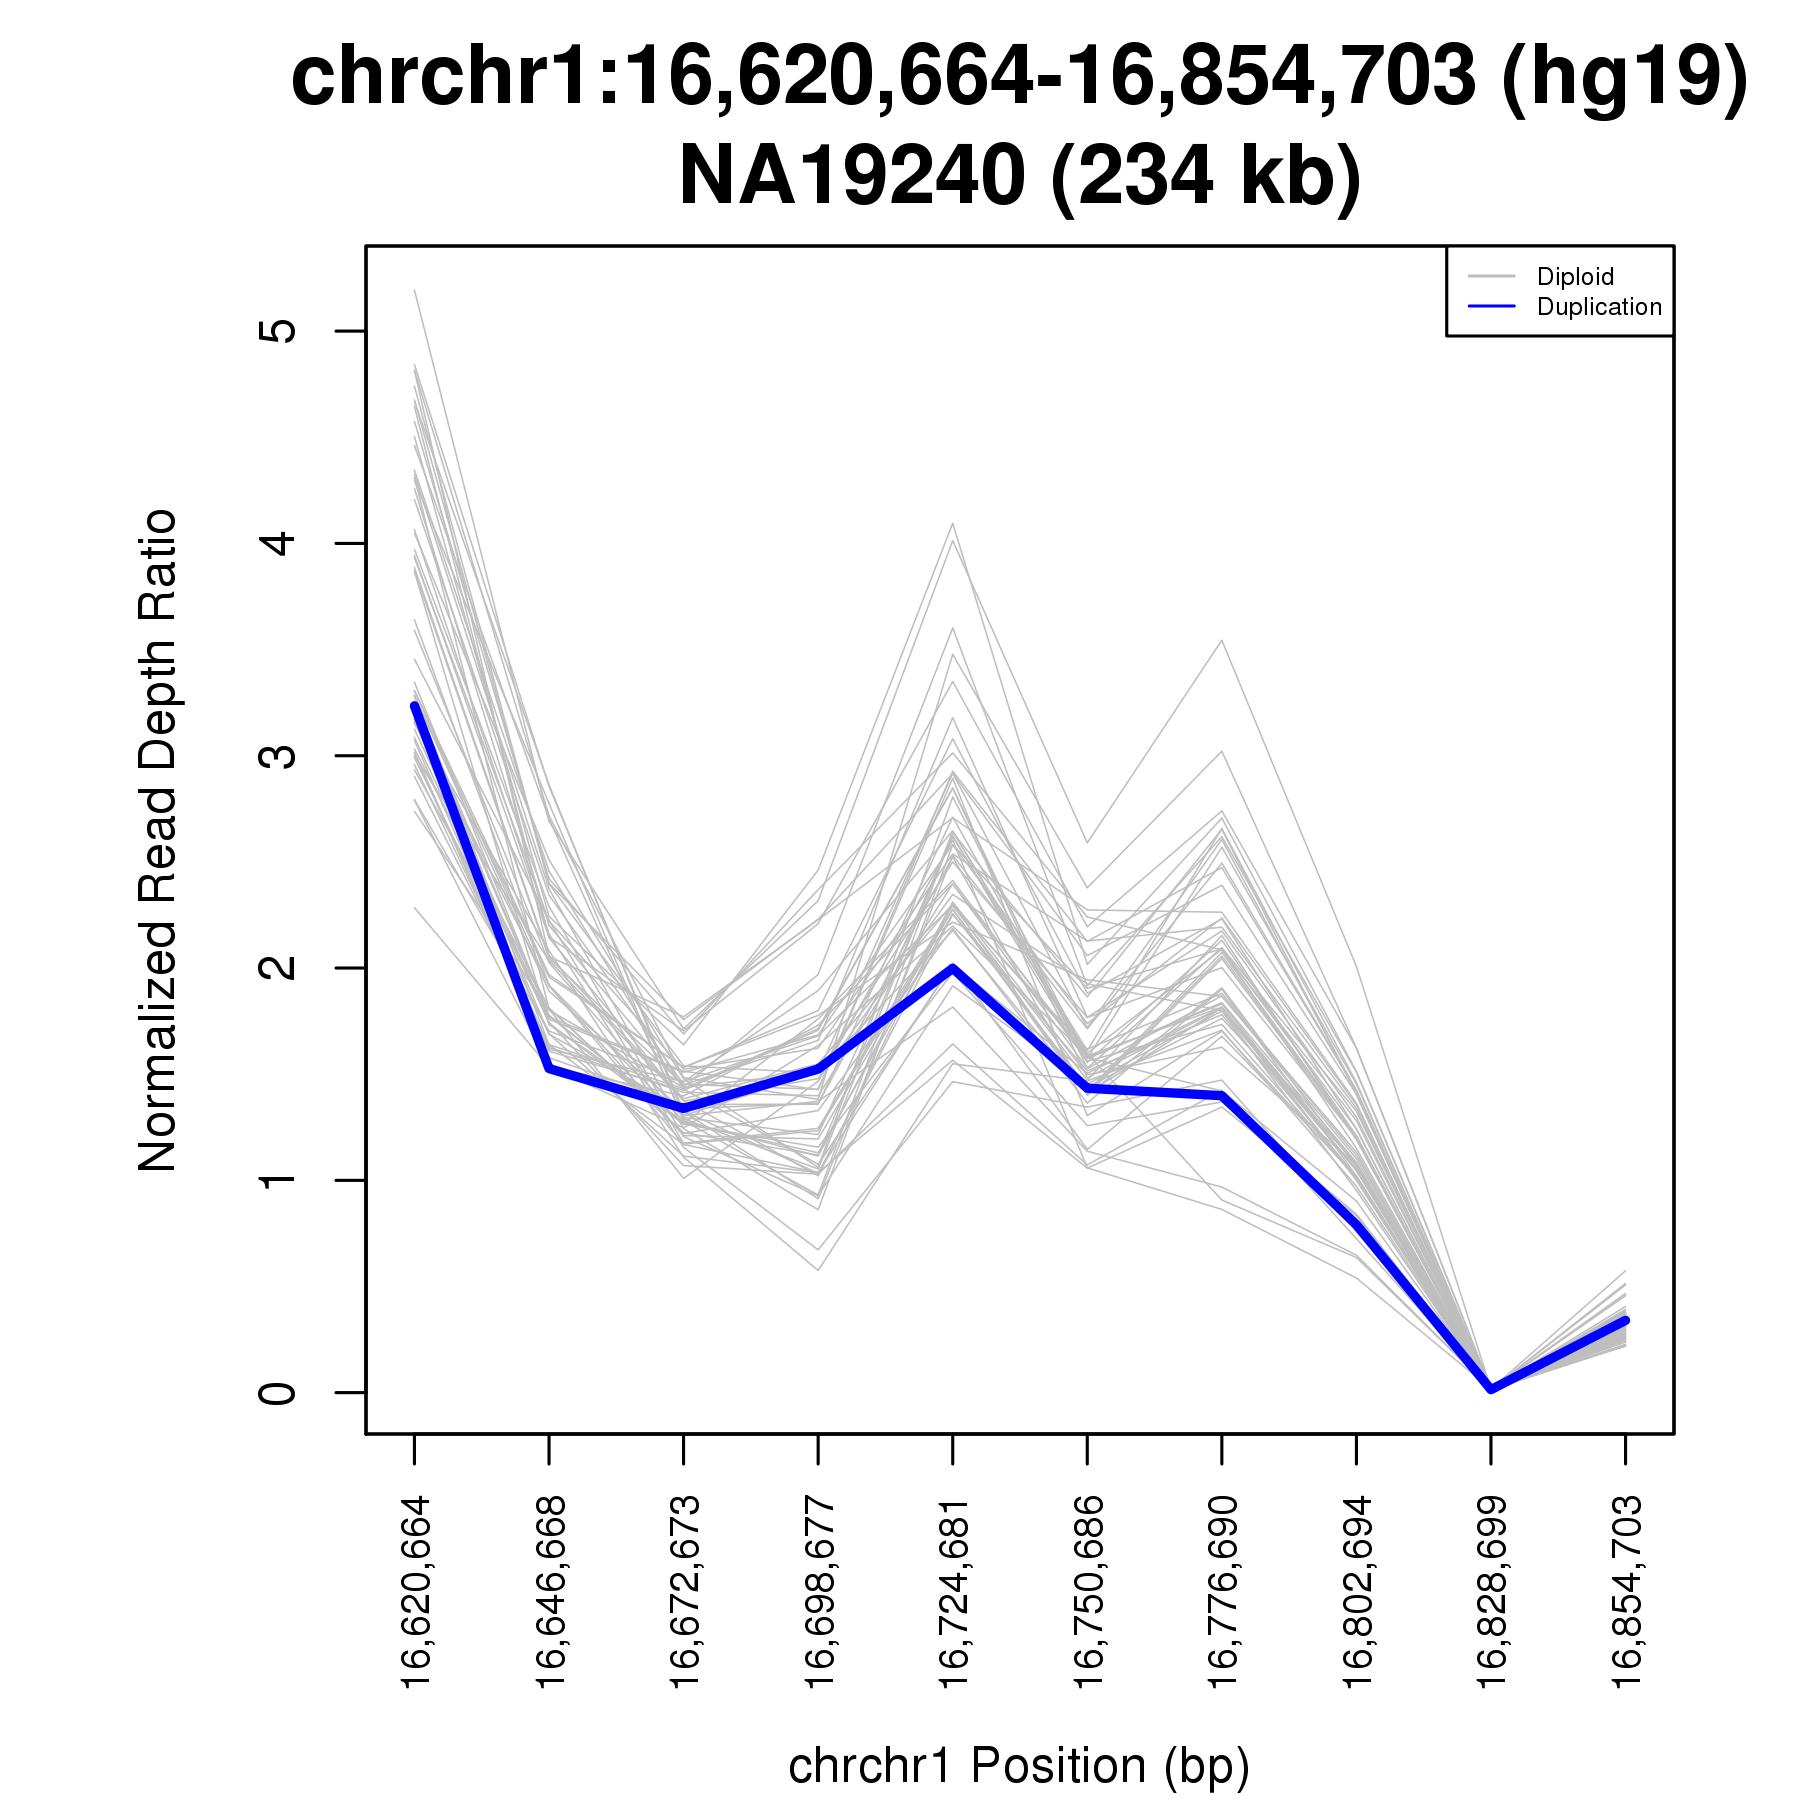 chrchr1:16,620,664-16,854,703 (hg19)
NA19240 (234 kb)
Diploid
Duplication
Normalized Read Depth Ratio
5
4
3
2
1
0
16,620,664
16,646,668
16,672,673
16,698,677
16,724,681
16,750,686
16,776,690
16,802,694
16,828,699
16,854,703
chrchr1 Position (bp)